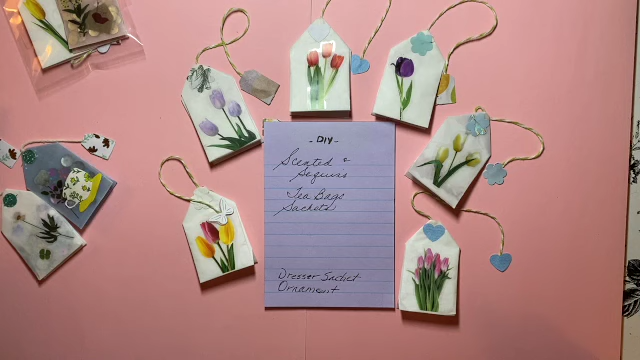 - DIY -
Scented &
Sequins
Tea Bags
Sachets
Dresser Sachet
Ornament